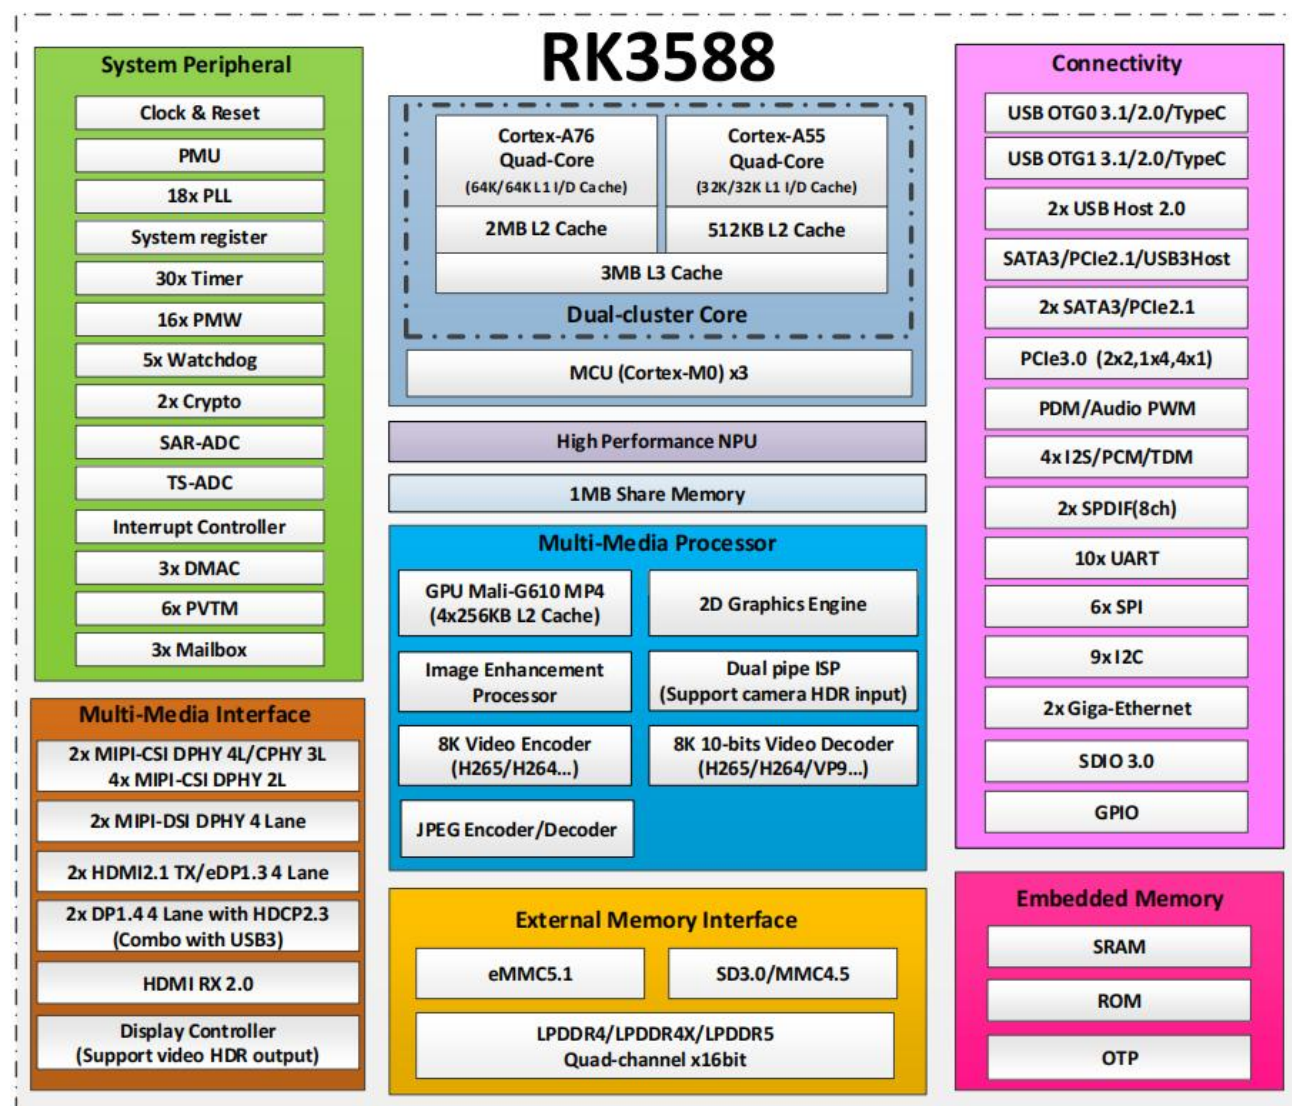 RK3588
System Peripheral
Clock & Reset
PMU
18x PLL
System register
30x Timer
16x PMW
5x Watchdog
2x Crypto
SAR-ADC
TS-ADC
Interrupt Controller
3x DMAC
6x PVTM
3x Mailbox
Multi-Media Interface
2x MIPI-CSI DPHY 4L/CPHY 3L
4x MIPI-CSI DPHY 2L
2x MIPI-DSI DPHY 4 Lane
2x HDMI2.1 TX/eDP1.3 4 Lane
2x DP1.4 4 Lane with HDCP2.3
(Combo with USB3)
HDMI RX 2.0
Display Controller
(Support video HDR output)
Cortex-A76
Quad-Core
(64K/64K L1 I/D Cache)
2MB L2 Cache
Cortex-A55
Quad-Core
(32K/32K L1 I/D Cache)
512KB L2 Cache
3MB L3 Cache
Dual-cluster Core
MCU (Cortex-M0) x3
High Performance NPU
1MB Share Memory
Multi-Media Processor
GPU Mali-G610 MP4
(4x256KB L2 Cache)
2D Graphics Engine
Image Enhancement
Processor
Dual pipe ISP
(Support camera HDR input)
8K Video Encoder
(H265/H264...)
8K 10-bits Video Decoder
(H265/H264/VP9...)
JPEG Encoder/Decoder
External Memory Interface
eMMC5.1
SD3.0/MMC4.5
LPDDR4/LPDDR4X/LPDDR5
Quad-channel x16bit
Connectivity
USB OTG0 3.1/2.0/TypeC
USB OTG1 3.1/2.0/TypeC
2x USB Host 2.0
SATA3/PCIe2.1/USB3Host
2x SATA3/PCIe2.1
PCIe3.0 (2x2,1x4,4x1)
PDM/Audio PWM
4x I2S/PCM/TDM
2x SPDIF(8ch)
10x UART
6x SPI
9x I2C
2x Giga-Ethernet
SDIO 3.0
GPIO
Embedded Memory
SRAM
ROM
OTP